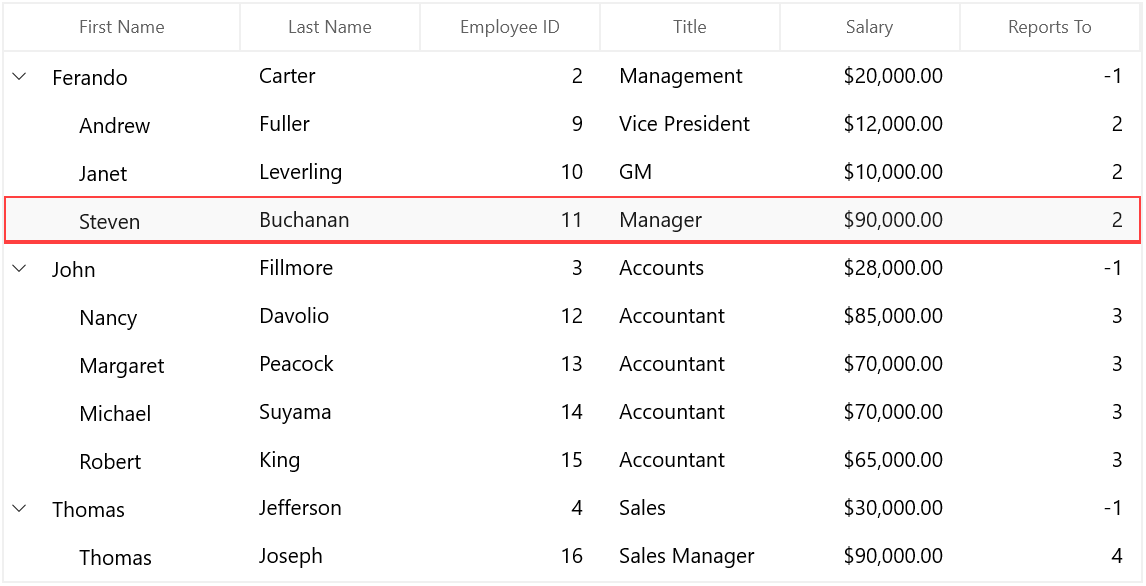 First Name Last Name Employee ID Title Salary Reports To
Ferando Carter 2 Management $20,000.00 -1
Andrew Fuller 9 Vice President $12,000.00 2
Janet Leverling 10 GM $10,000.00 2
Steven Buchanan 11 Manager $90,000.00 2
John Fillmore 3 Accounts $28,000.00 -1
Nancy Davolio 12 Accountant $85,000.00 3
Margaret Peacock 13 Accountant $70,000.00 3
Michael Suyama 14 Accountant $70,000.00 3
Robert King 15 Accountant $65,000.00 3
Thomas Jefferson 4 Sales $30,000.00 -1
Thomas Joseph 16 Sales Manager $90,000.00 4